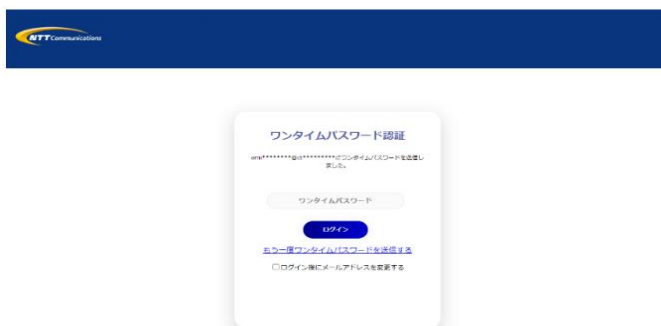 NTT Communications
ワンタイムパスワード認証
にワンタイムパスワードを送信し
ました。
ワンタイムパスワード
ログイン
もう一度ワンタイムパスワードを送信する
ログイン後にメールアドレスを変更する